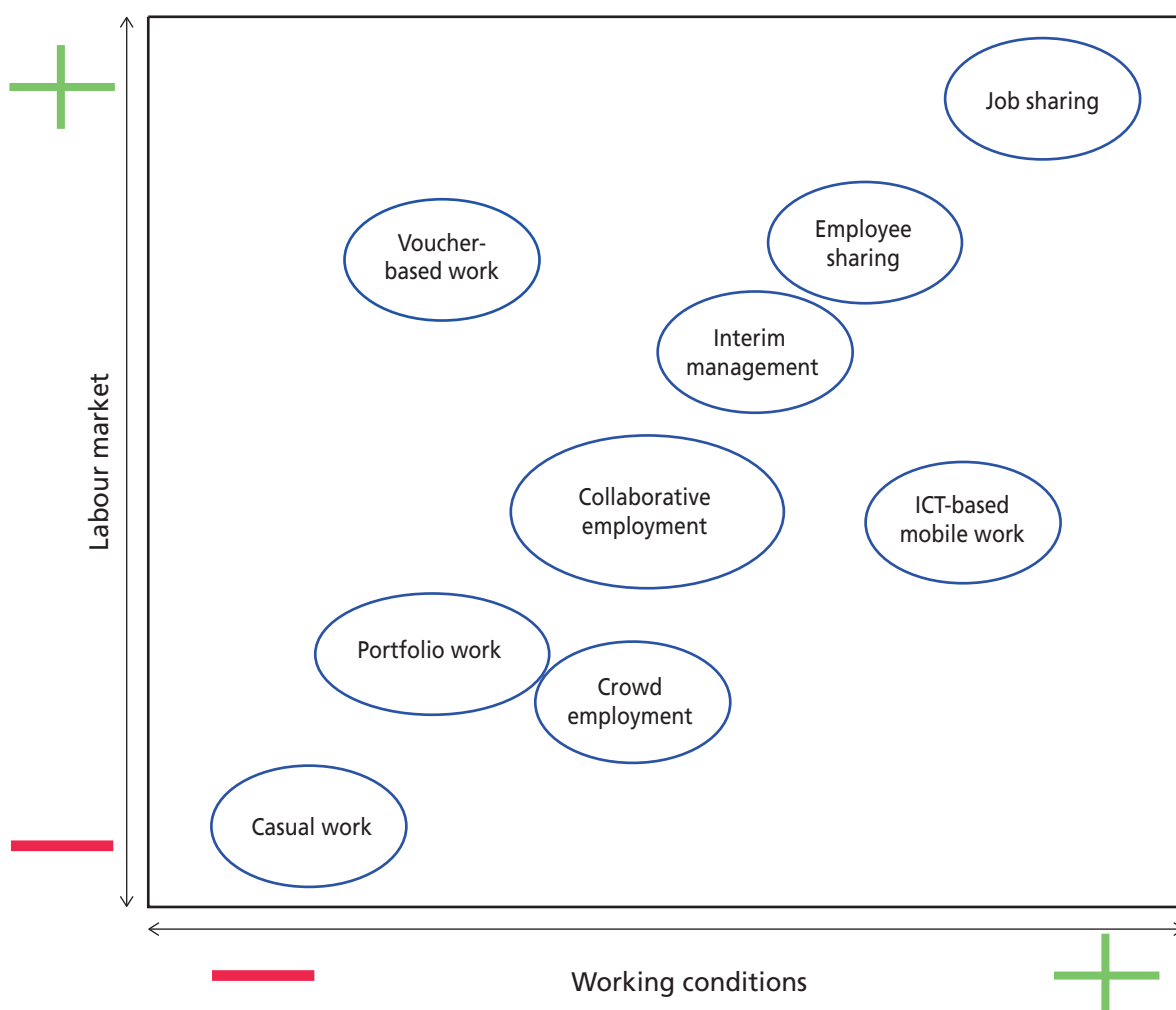 Job sharing
Employee
sharing
Voucher-
based work
Interim
management
Labour market
Collaborative
employment
ICT-based
mobile work
Portfolio work
Crowd
employment
Casual work
Working conditions